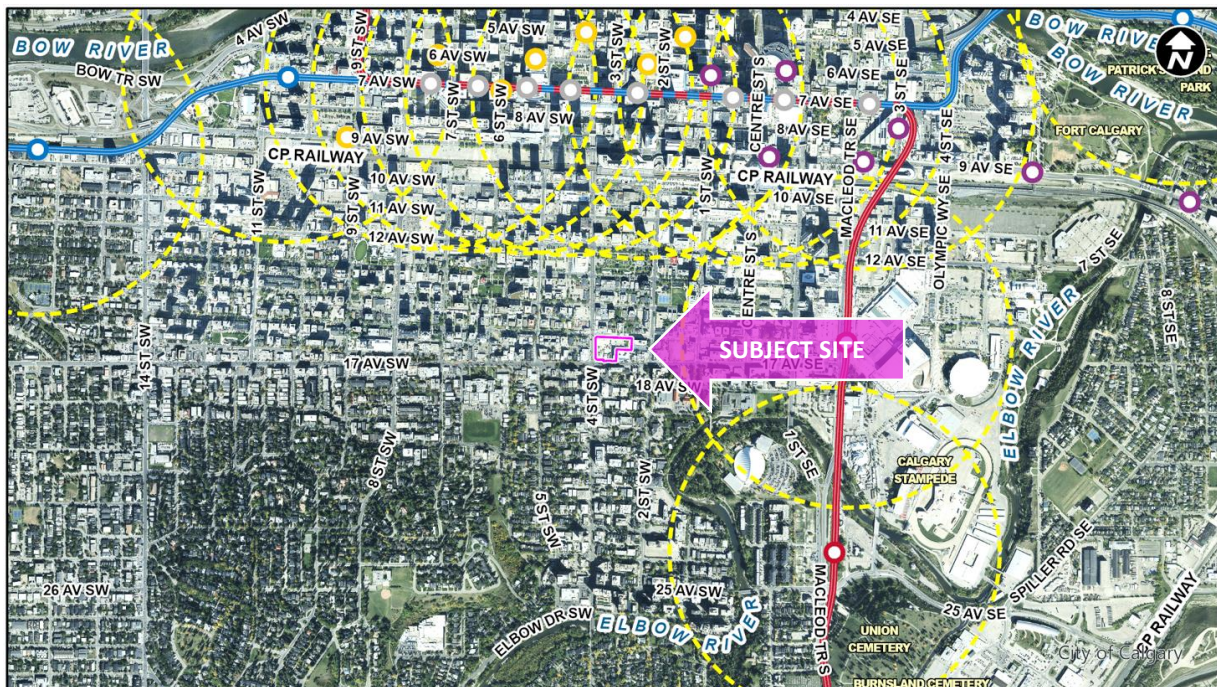 BOW RIVER
BOW TR SW
4 AV SW
5 AV SW
6 AV SW
7 AV SW
8 AV SW
9 AV SW
CP RAILWAY
10 AV SW
11 AV SW
12 AV SW
11 ST SW
9 ST SW
7 ST SW
6 ST SW
3 ST SW
2 ST SW
1 ST SW
CENTRE ST S
4 AV SE
5 AV SE
6 AV SE
7 AV SE
8 AV SE
CP RAILWAY
9 AV SE
10 AV SE
11 AV SE
12 AV SE
MACLEOD TR SE
3 ST SE
4 ST SE
OLYMPIC WY SE
BOW RIVER
N
PARK
FORT CALGARY
7 ST SE
8 ST SE
ELBOW RIVER
14 ST SW
17 AV SW
SUBJECT SITE
17 AV SE
18 AV SW
4 ST SW
8 ST SW
5 ST SW
2 ST SW
CALGARY
STAMPEDE
26 AV SW
25 AV SW
ELBOW DR SW
ELBOW RIVER
MACLEOD TR S
SPILLER RD SE
25 AV SE
CP RAILWAY
UNION
CEMETERY
BURNSLAND CEMETERY
City of Calgary